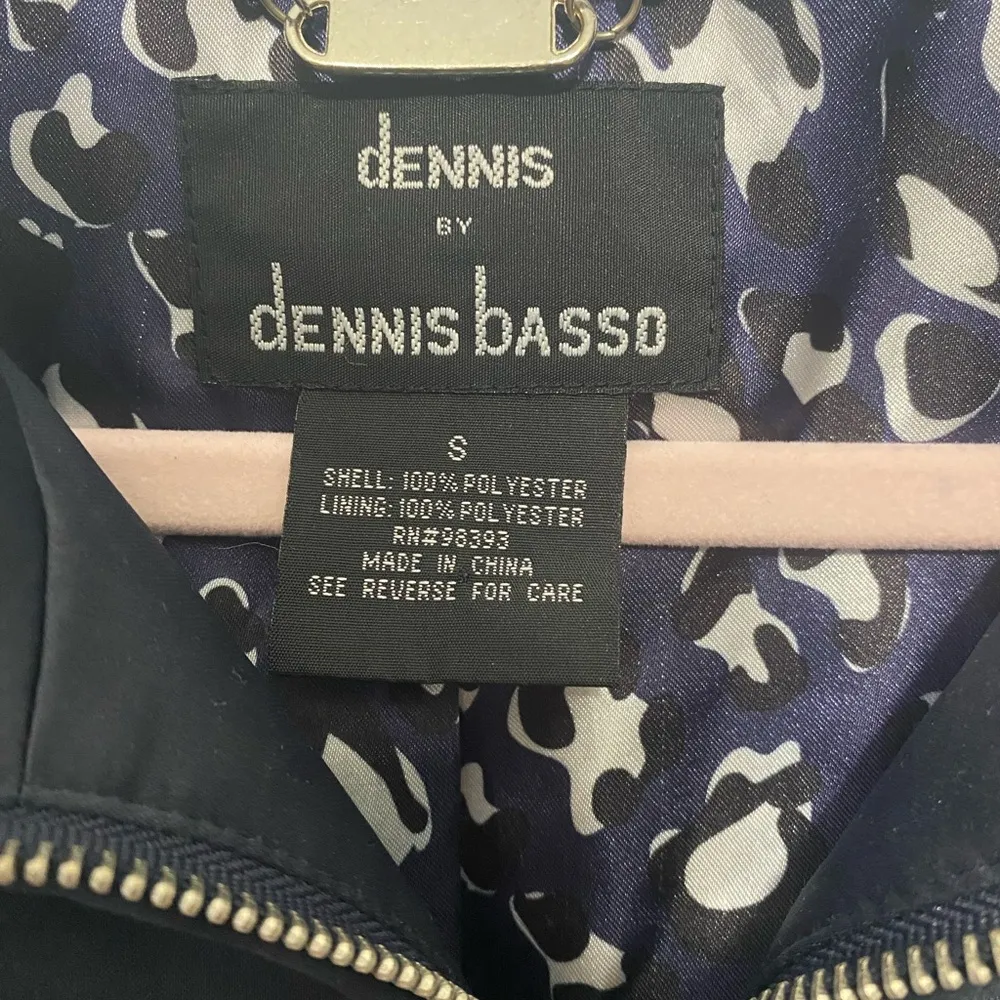 dENNIS
BY
dENNIS bASSO
S
SHELL: 100% POLYESTER
LINING: 100% POLYESTER
RN#98393
MADE IN CHINA
SEE REVERSE FOR CARE